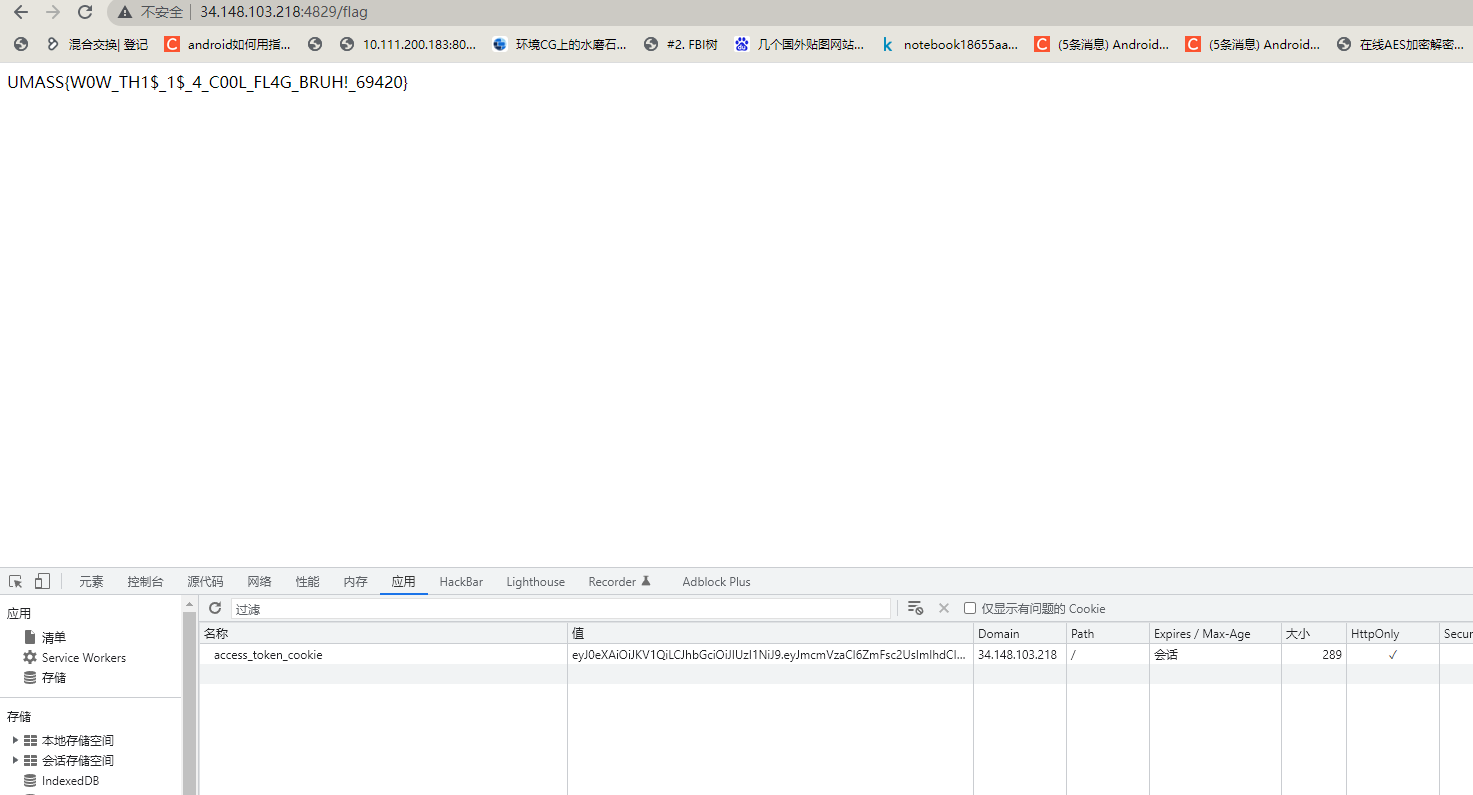 不安全 34.148.103.218:4829/flag
混合交换| 登记 android如何用指... 10.111.200.183:80... 环境CG上的水磨石... #2. FBI树 几个国外贴图网站... notebook18655aa... (5条消息) Android... (5条消息) Android... 在线AES加密解密...
UMASS{W0W_TH1$_1$_4_C00L_FL4G_BRUH!_69420}
元素 控制台 源代码 网络 性能 内存 应用 HackBar Lighthouse Recorder Adblock Plus
应用 过滤 仅显示有问题的 Cookie
名称 值 Domain Path Expires / Max-Age 大小 HttpOnly Secur
清单
access_token_cookie eyJ0eXAiOiJKV1QiLCJhbGciOiJIUzI1NiJ9.eyJmcmVzaCI6ZmFsc2UsImlhdCI... 34.148.103.218 / 会话 289 ✓
Service Workers
存储
存储
本地存储空间
会话存储空间
IndexedDB